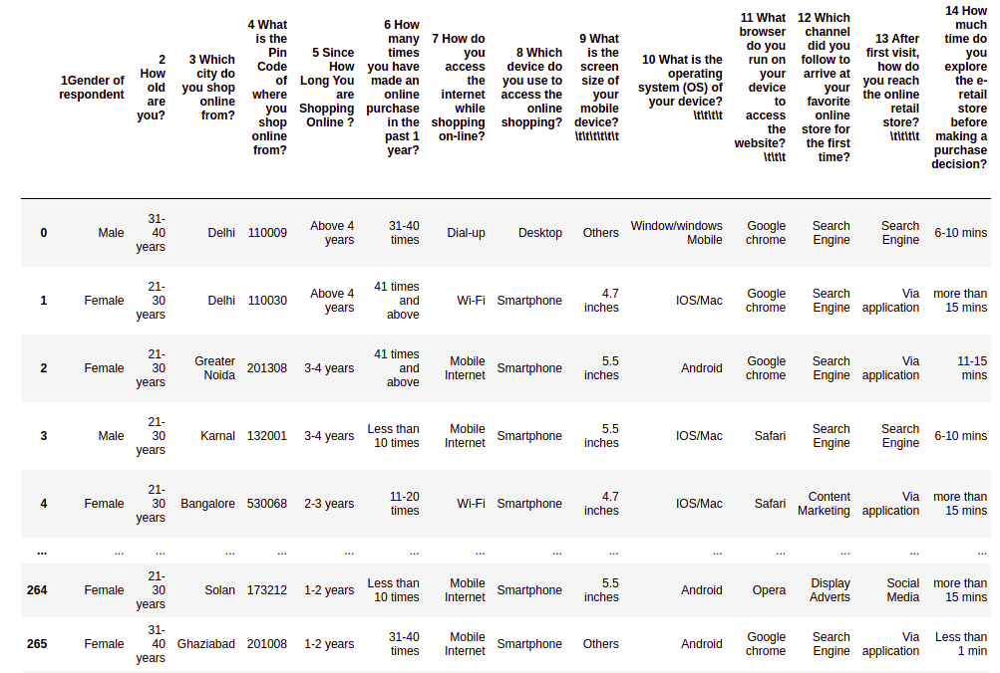 1Gender of
respondent
2
How
old
are
you?
3 Which
city do
you shop
online
from?
4 What
is the
Pin
Code
of
where
you
shop
online
from?
5 Since
How
Long You
are
Shopping
Online ?
6 How
many
times
you have
made an
online
purchase
in the
past 1
year?
7 How do
you
access
the
internet
while
shopping
on-line?
8 Which
device do
you use to
access the
online
shopping?
9 What
is the
screen
size of
your
mobile
device?
\t\t\t\t\t\t
10 What is the
operating
system (OS) of
your device?
\t\t\t\t
11 What
browser
do you
run on
your
device
to
access
the
website?
\t\t\t
12 Which
channel
did you
follow to
arrive at
your
favorite
online
store for
the first
time?
13 After
first visit,
how do
you reach
the online
retail
store?
\t\t\t\t
14 How
much
time do
you
explore
the e-
retail
store
before
making a
purchase
decision?
0
Male
31-
40
years
Delhi
110009
Above 4
years
31-40
times
Dial-up
Desktop
Others
Window/windows
Mobile
Google
chrome
Search
Engine
Search
Engine
6-10 mins
1
Female
21-
30
years
Delhi
110030
Above 4
years
41 times
and
above
Wi-Fi
Smartphone
4.7
inches
IOS/Mac
Google
chrome
Search
Engine
Via
application
more than
15 mins
2
Female
21-
30
years
Greater
Noida
201308
3-4 years
41 times
and
above
Mobile
Internet
Smartphone
5.5
inches
Android
Google
chrome
Search
Engine
Via
application
11-15
mins
3
Male
21-
30
years
Karnal
132001
3-4 years
Less than
10 times
Mobile
Internet
Smartphone
5.5
inches
IOS/Mac
Safari
Search
Engine
Search
Engine
6-10 mins
4
Female
21-
30
years
Bangalore
530068
2-3 years
11-20
times
Wi-Fi
Smartphone
4.7
inches
IOS/Mac
Safari
Content
Marketing
Via
application
more than
15 mins
... ... ... ... ... ... ... ... ... ... ... ... ... ... ...
264
Female
21-
30
years
Solan
173212
1-2 years
Less than
10 times
Mobile
Internet
Smartphone
5.5
inches
Android
Opera
Display
Adverts
Social
Media
more than
15 mins
265
Female
31-
40
years
Ghaziabad
201008
1-2 years
31-40
times
Mobile
Internet
Smartphone
Others
Android
Google
chrome
Search
Engine
Via
application
Less than
1 min